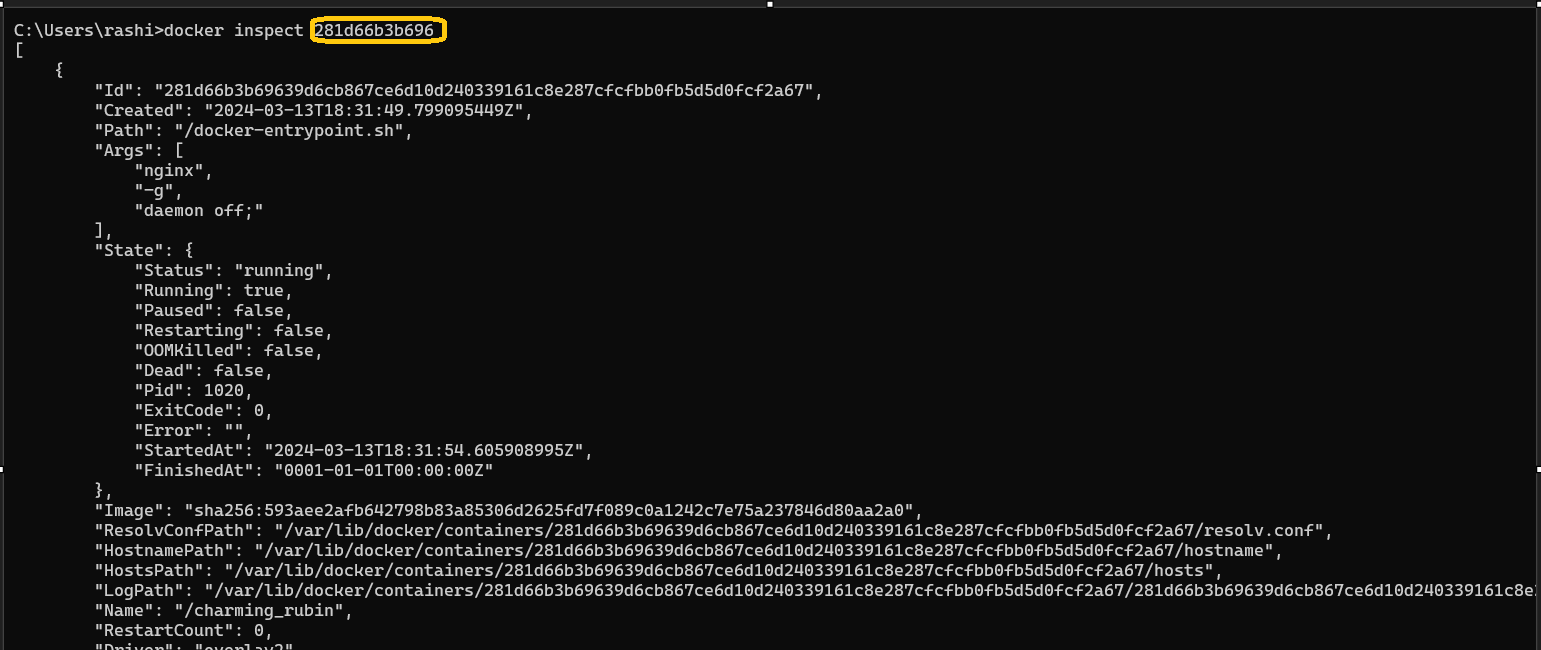 C:\Users\rashi>docker inspect 281d66b3b696
[
    {
        "Id": "281d66b3b69639d6cb867ce6d10d240339161c8e287cfcfbb0fb5d5d0fcf2a67",
        "Created": "2024-03-13T18:31:49.799095449Z",
        "Path": "/docker-entrypoint.sh",
        "Args": [
            "nginx",
            "-g",
            "daemon off;"
        ],
        "State": {
            "Status": "running",
            "Running": true,
            "Paused": false,
            "Restarting": false,
            "OOMKilled": false,
            "Dead": false,
            "Pid": 1020,
            "ExitCode": 0,
            "Error": "",
            "StartedAt": "2024-03-13T18:31:54.605908995Z",
            "FinishedAt": "0001-01-01T00:00:00Z"
        },
        "Image": "sha256:593aee2afb642798b83a85306d2625fd7f089c0a1242c7e75a237846d80aa2a0",
        "ResolvConfPath": "/var/lib/docker/containers/281d66b3b69639d6cb867ce6d10d240339161c8e287cfcfbb0fb5d5d0fcf2a67/resolv.conf",
        "HostnamePath": "/var/lib/docker/containers/281d66b3b69639d6cb867ce6d10d240339161c8e287cfcfbb0fb5d5d0fcf2a67/hostname",
        "HostsPath": "/var/lib/docker/containers/281d66b3b69639d6cb867ce6d10d240339161c8e287cfcfbb0fb5d5d0fcf2a67/hosts",
        "LogPath": "/var/lib/docker/containers/281d66b3b69639d6cb867ce6d10d240339161c8e287cfcfbb0fb5d5d0fcf2a67/281d66b3b69639d6cb867ce6d10d240339161c8e
        "Name": "/charming_rubin",
        "RestartCount": 0,
        "Driver": "overlay2"